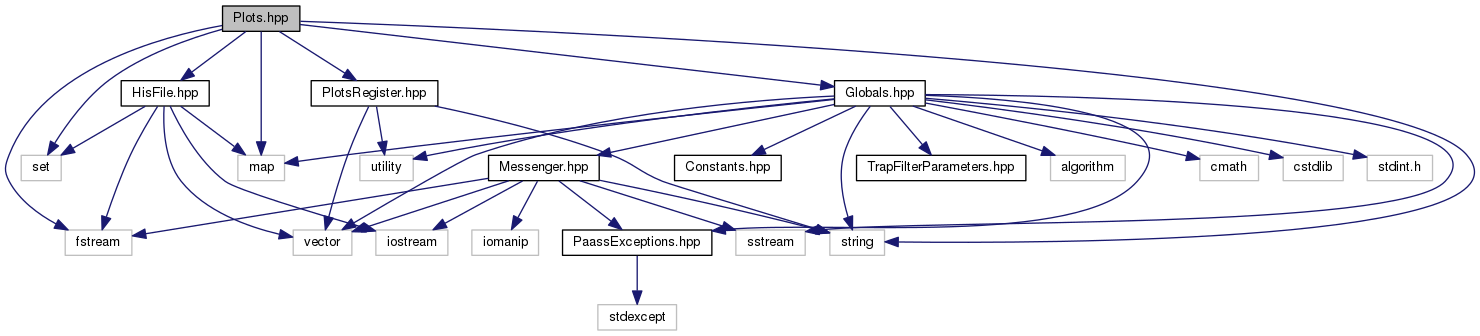 Plots.hpp
HisFile.hpp
PlotsRegister.hpp
Globals.hpp
set
map
utility
Messenger.hpp
Constants.hpp
TrapFilterParameters.hpp
algorithm
cmath
cstdlib
stdint.h
fstream
vector
iostream
iomanip
PaassExceptions.hpp
sstream
string
stdexcept